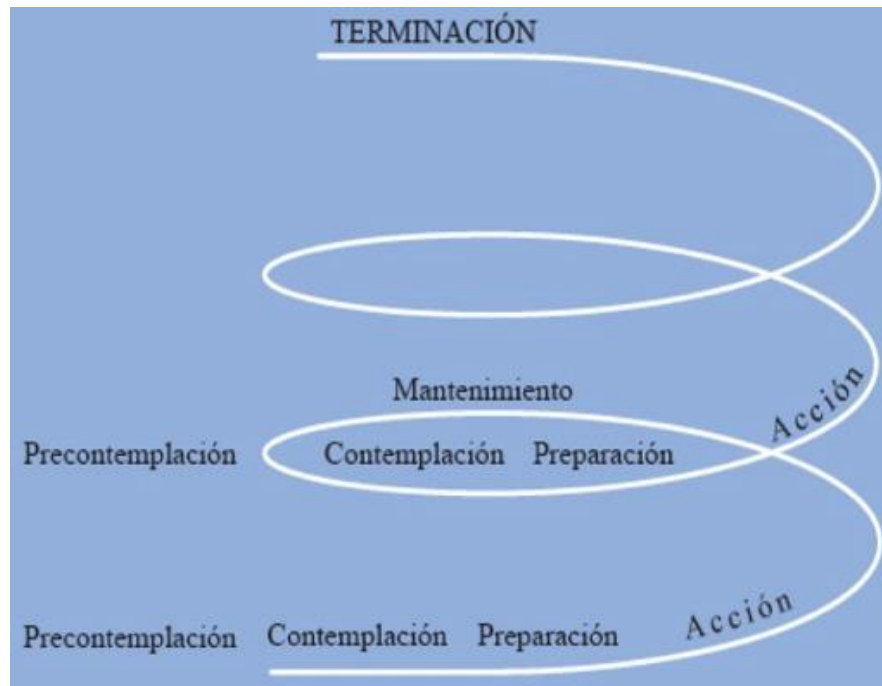 TERMINACIÓN
Mantenimiento
Acción
Precontemplación Contemplación Preparación
Acción
Precontemplación Contemplación Preparación